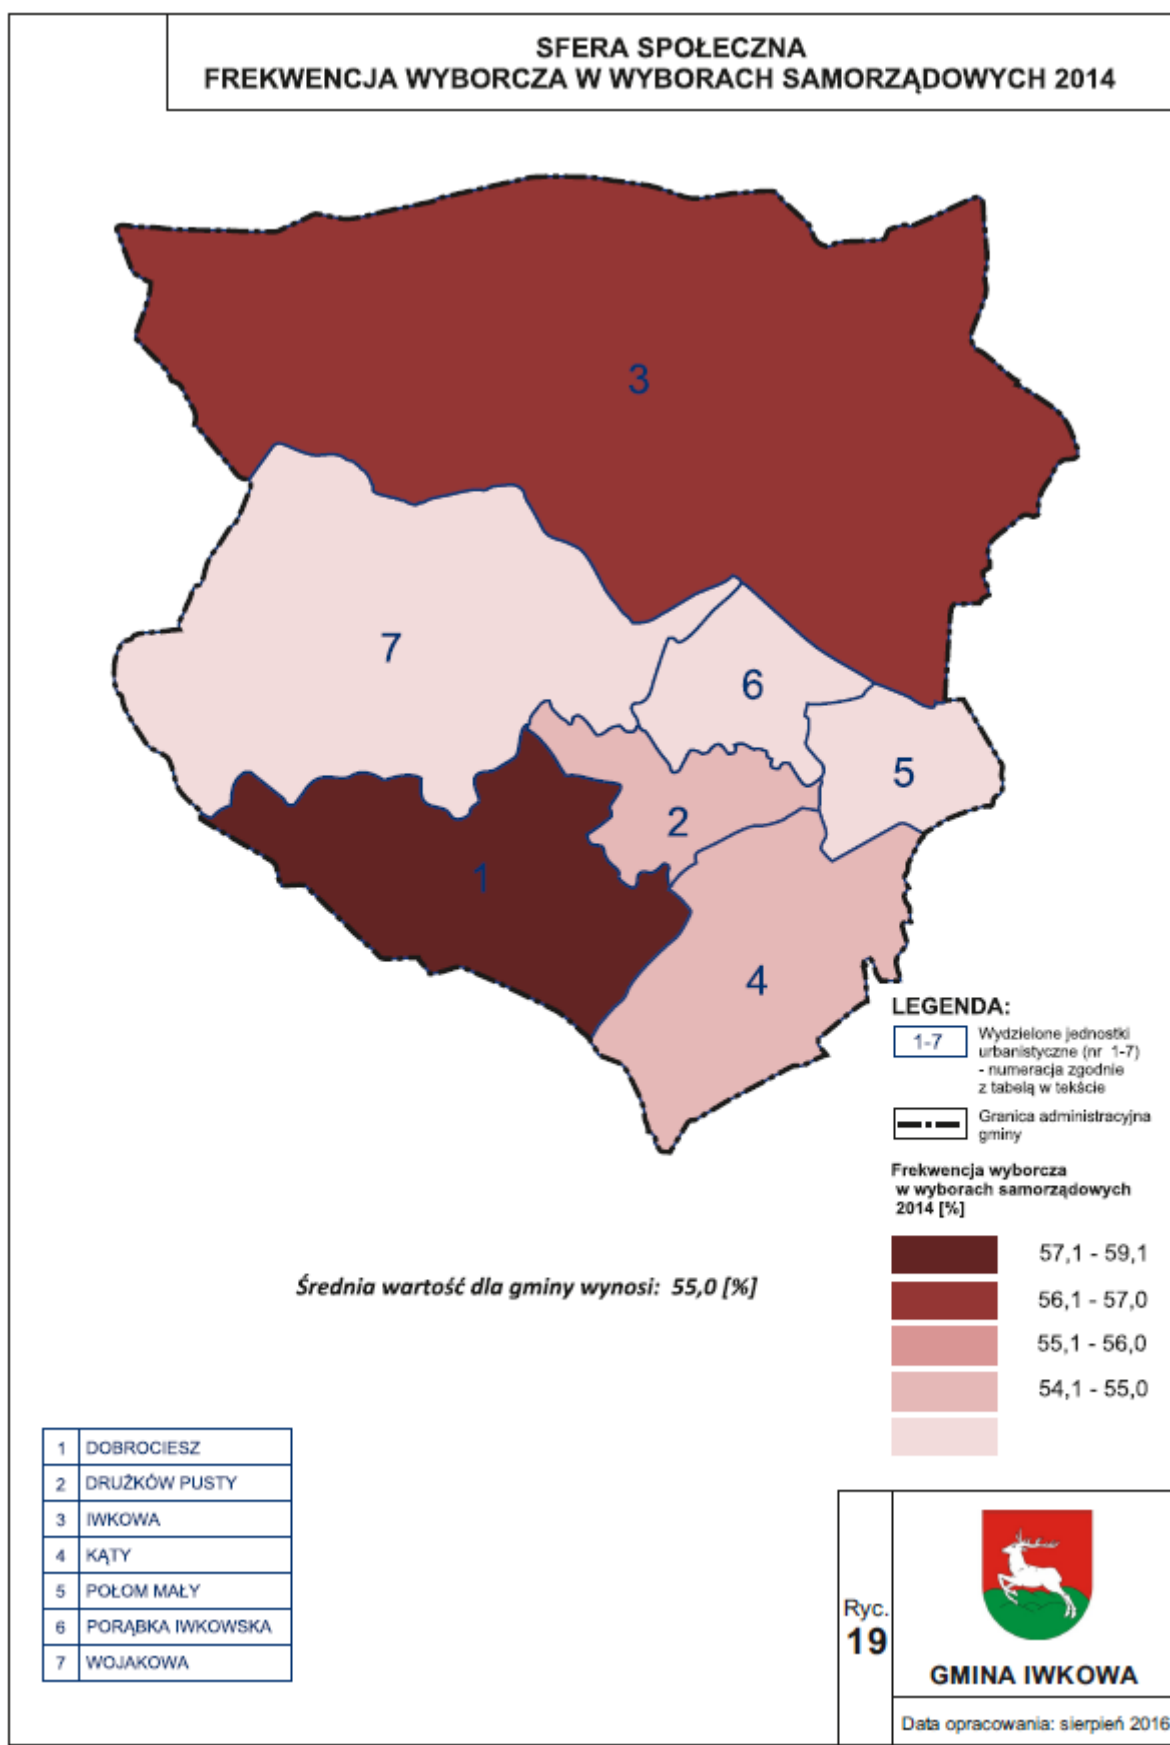 SFERA SPOŁECZNA
FREKWENCJA WYBORCZA W WYBORACH SAMORZĄDOWYCH 2014
3
7
6
5
2
1
4
LEGENDA:
1-7
Wydzielone jednostki
urbanistyczne (nr 1-7)
- numeracja zgodnie
z tabelą w tekście
Granica administracyjna
gminy
Frekwencja wyborcza
w wyborach samorządowych
2014 [%]
57,1 - 59,1
56,1 - 57,0
55,1 - 56,0
54,1 - 55,0
Średnia wartość dla gminy wynosi: 55,0 [%]
1 DOBROCIESZ
2 DRUŻKÓW PUSTY
3 IWKOWA
4 KĄTY
5 POŁOM MAŁY
6 PORĄBKA IWKOWSKA
7 WOJAKOWA
Ryc.
19
GMINA IWKOWA
Data opracowania: sierpień 2016